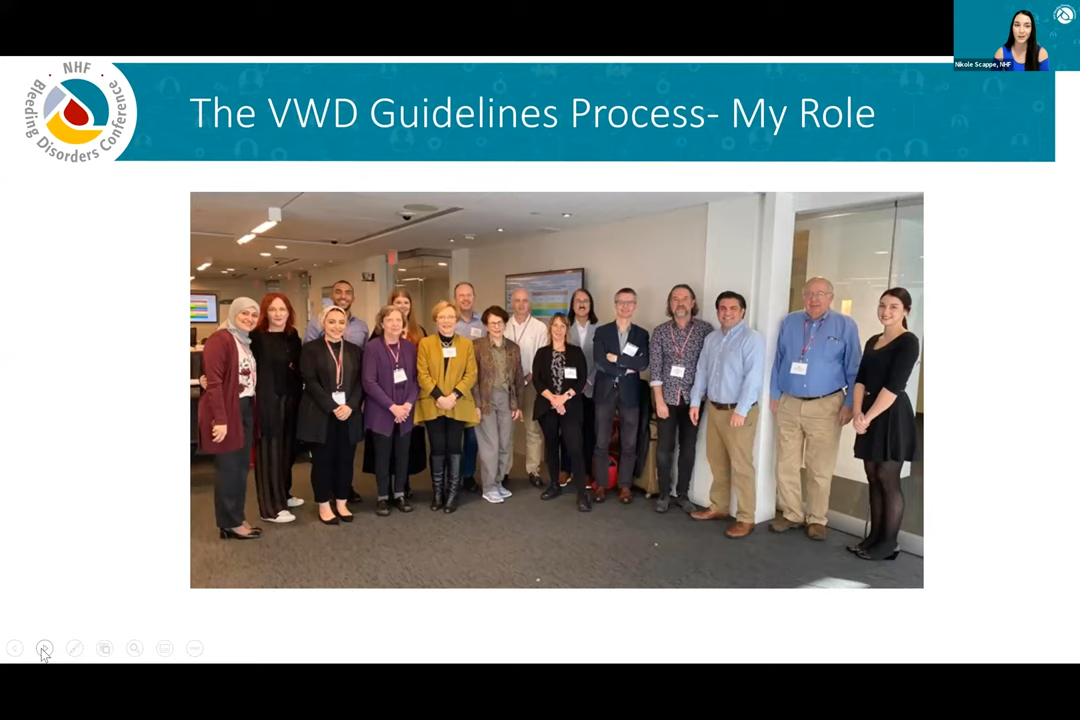 Nikole Scappe, NHF
· NHF ·
Bleeding Disorders Conference
The VWD Guidelines Process- My Role